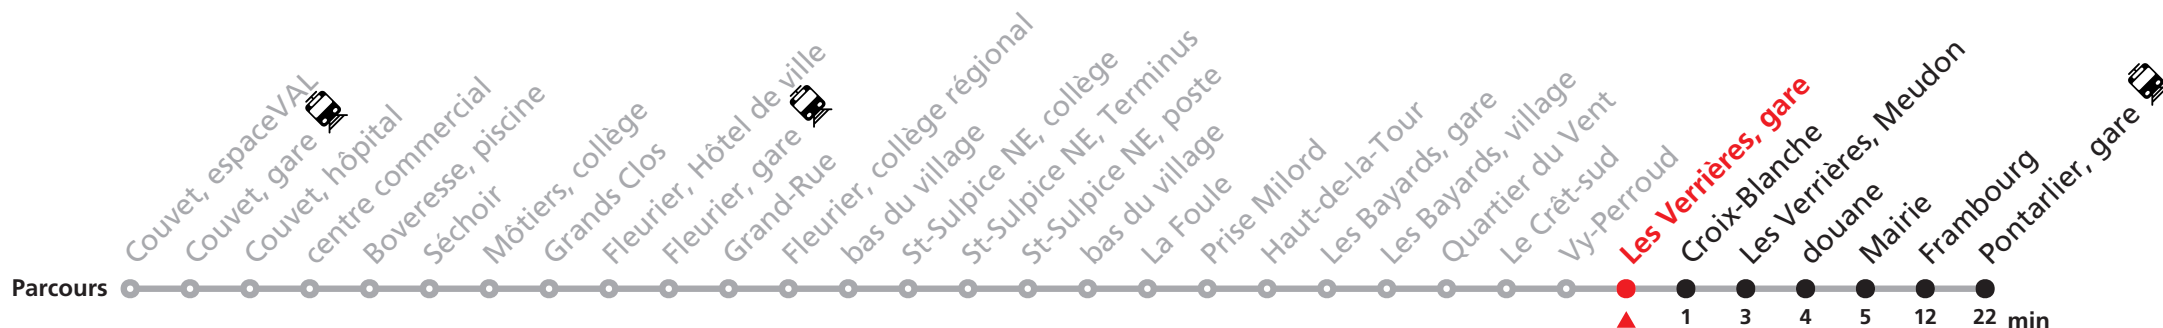 Couvet, espaceVAL
Couvet, gare
Couvet, hôpital
centre commercial
Boveresse, piscine
Séchoir
Môtiers, collège
Grands Clos
Fleurier, Hôtel de ville
Fleurier, gare
Grand-Rue
Fleurier, collège régional
bas du village
St-Sulpice NE, collège
St-Sulpice NE, Terminus
St-Sulpice NE, poste
bas du village
La Foule
Prise Milord
Haut-de-la-Tour
Les Bayards, gare
Les Bayards, village
Quartier du Vent
Le Crêt-sud
Vy-Perroud
Les Verrières, gare
Croix-Blanche
Les Verrières, Meudon
douane
Mairie
Frambourg
Pontarlier, gare
Parcours
1 3 4 5 12 22 min